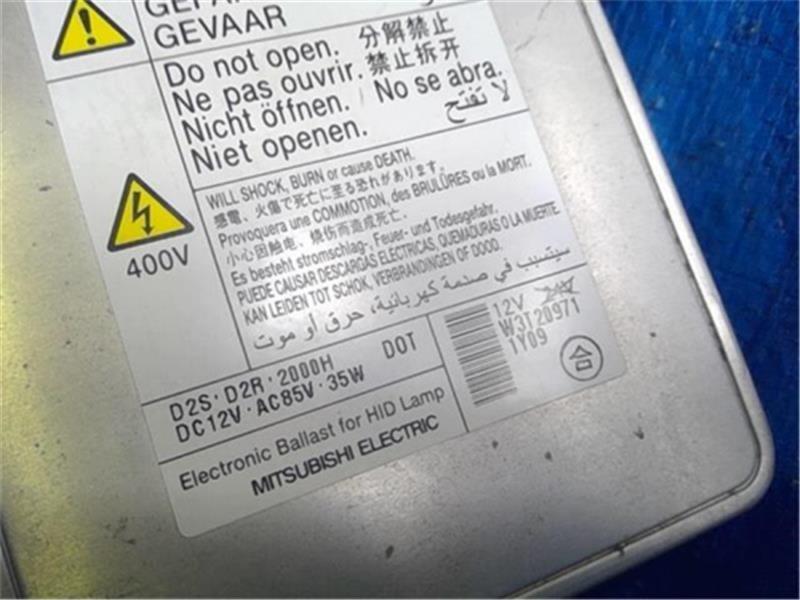 GEVAAR
Do not open. 分解禁止
Ne pas ouvrir. 禁止拆开
Nicht öffnen. No se abra.
Niet openen. لا تفتح
400V
WILL SHOCK, BURN or cause DEATH.
感電、火傷で死亡に至る恐れがあります。
Provoquera une COMMOTION, des BRULÛRES ou la MORT.
小心因触电、烧伤而造成死亡。
Es besteht stromschlag-, Feuer- und Todesgefahr.
PUEDE CAUSAR DESCARGAS ELÉCTRICAS, QUEMADURAS O LA MUERTE.
KAN LEIDEN TOT SCHOK, VERBRANDINGEN OF DOOD.
سيتسبب في صدمة كهربائية، حرق أو موت
D2S·D2R·2000H DOT
DC12V·AC85V·35W
12V 24V
W3T20971
1Y09
合
Electronic Ballast for HID Lamp
MITSUBISHI ELECTRIC